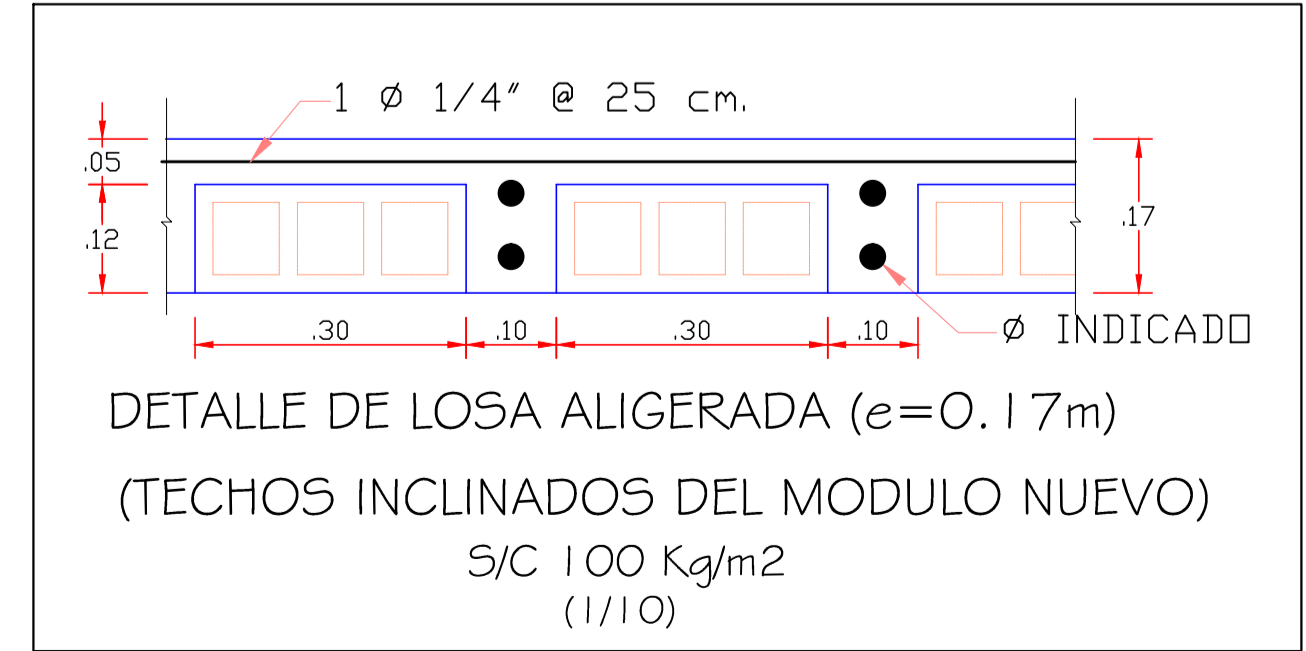 1 Ø 1/4" @ 25 cm.
.05
.12
.17
.30
.10
.30
.10
Ø INDICADO
DETALLE DE LOSA ALIGERADA (e=0.17m)
(TECHOS INCLINADOS DEL MODULO NUEVO)
S/C 100 Kg/m2
(1/10)